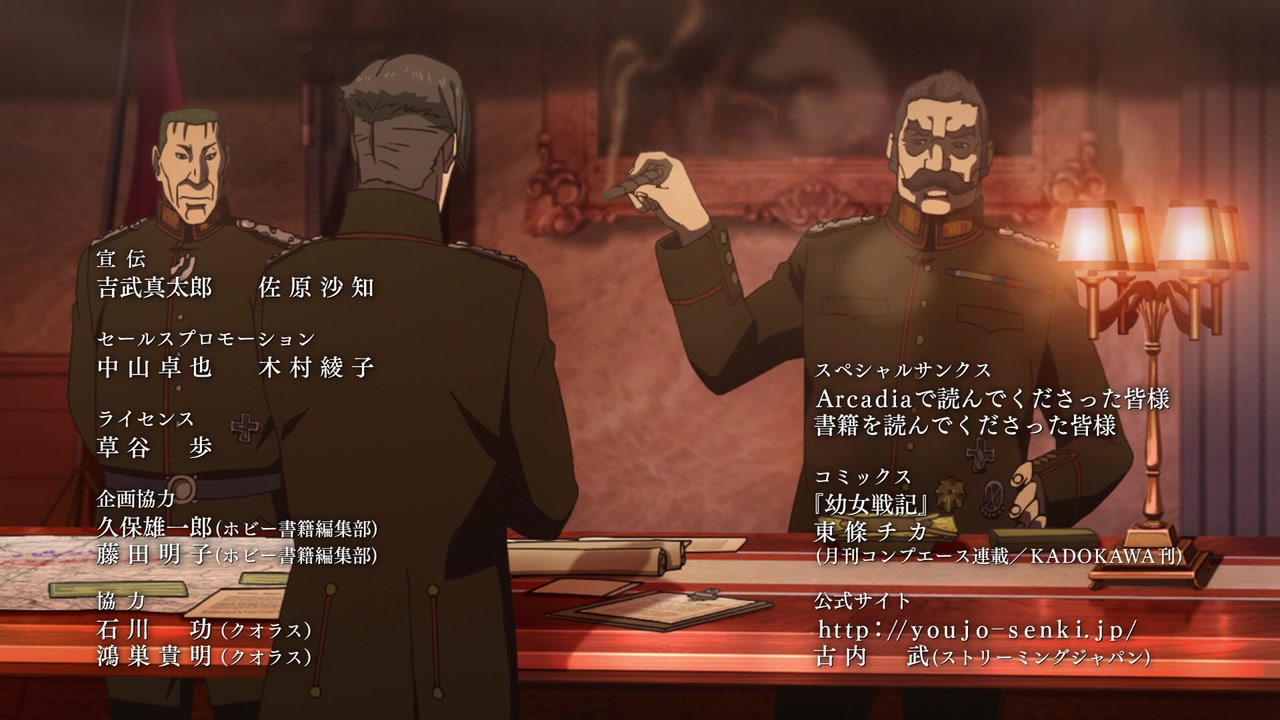 宣伝
吉武真太郎　佐原沙知
セールスプロモーション
中山卓也　木村綾子
ライセンス
草谷　歩
企画協力
久保雄一郎(ホビー書籍編集部)
藤田明子(ホビー書籍編集部)
協力
石川　功(クオラス)
鴻巣貴明(クオラス)
スペシャルサンクス
Arcadiaで読んでくださった皆様
書籍を読んでくださった皆様
コミックス
『幼女戦記』
東條チカ
(月刊コンプエース連載／KADOKAWA刊)
公式サイト
http://youjo-senki.jp/
古内　武(ストリーミングジャパン)